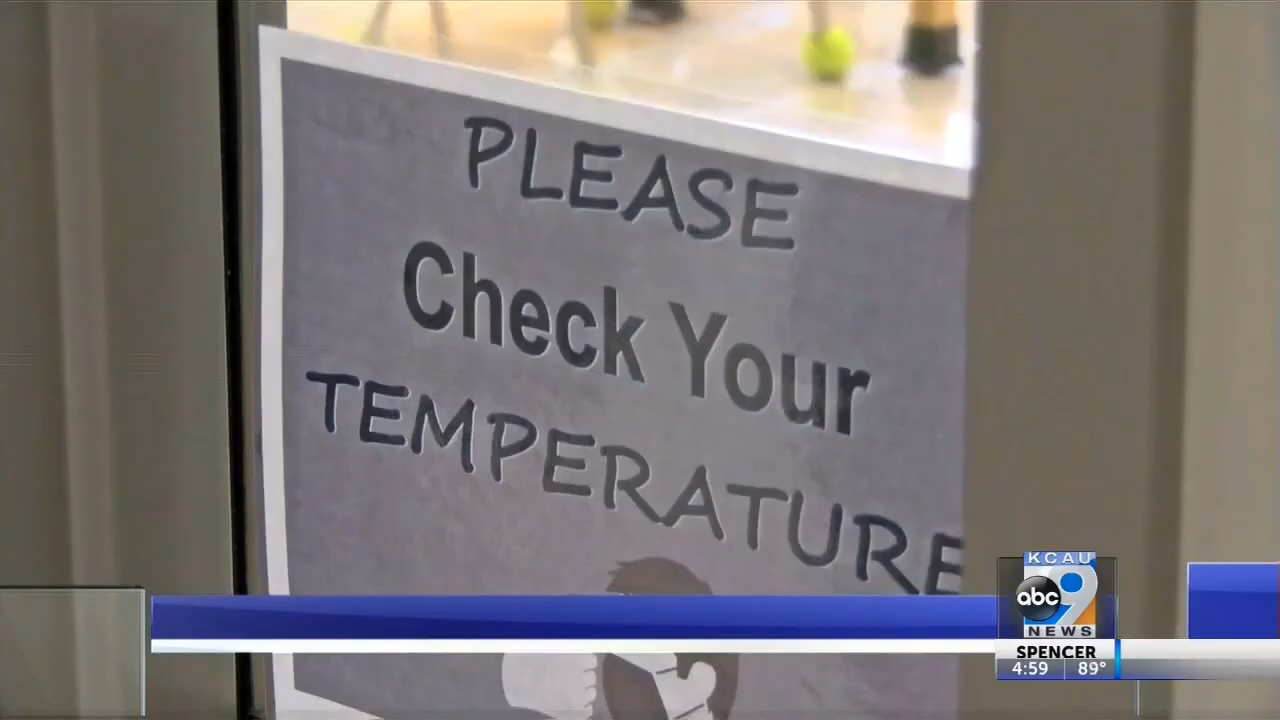 PLEASE
Check Your
TEMPERATURE
KCAU
abc 9
NEWS
SPENCER
4:59 89°